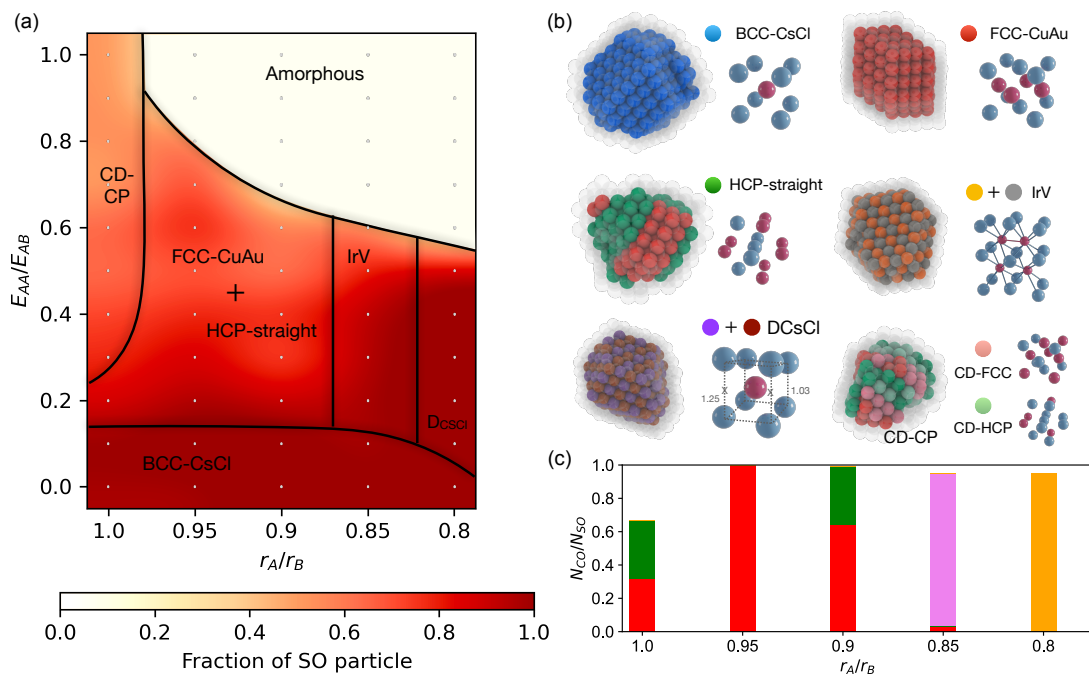 (a)
1.0
0.8
0.6
0.4
0.2
0.0
E_AA/E_AB
Amorphous
CD-
CP
FCC-CuAu
+
HCP-straight
IrV
D_CSCl
BCC-CsCl
1.0 0.95 0.9 0.85 0.8
r_A/r_B
0.0 0.2 0.4 0.6 0.8 1.0
Fraction of SO particle
(b)
BCC-CsCl
FCC-CuAu
HCP-straight
+ IrV
+ DCsCl
x x
1.25
1.03
CD-FCC
CD-HCP
CD-CP
(c)
1.0
0.8
0.6
0.4
0.2
0.0
N_CO/N_SO
1.0 0.95 0.9 0.85 0.8
r_A/r_B